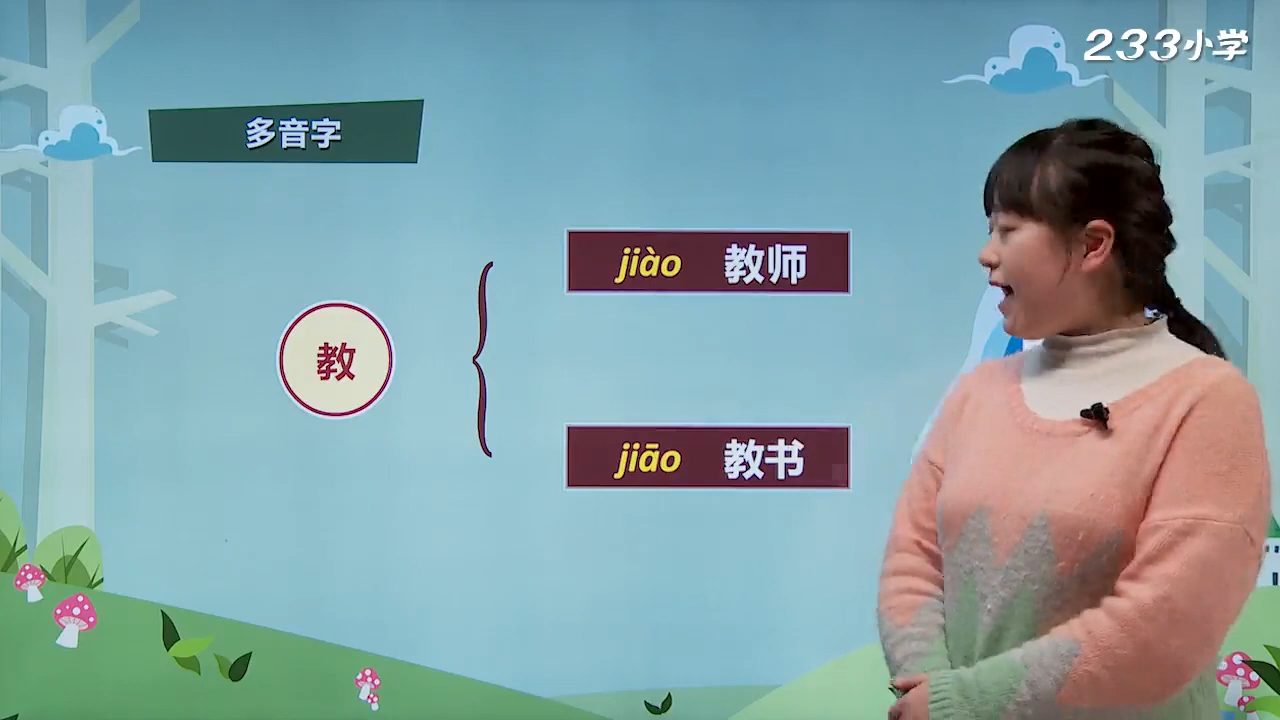 233小学
多音字
jiào 教师
教
jiāo 教书